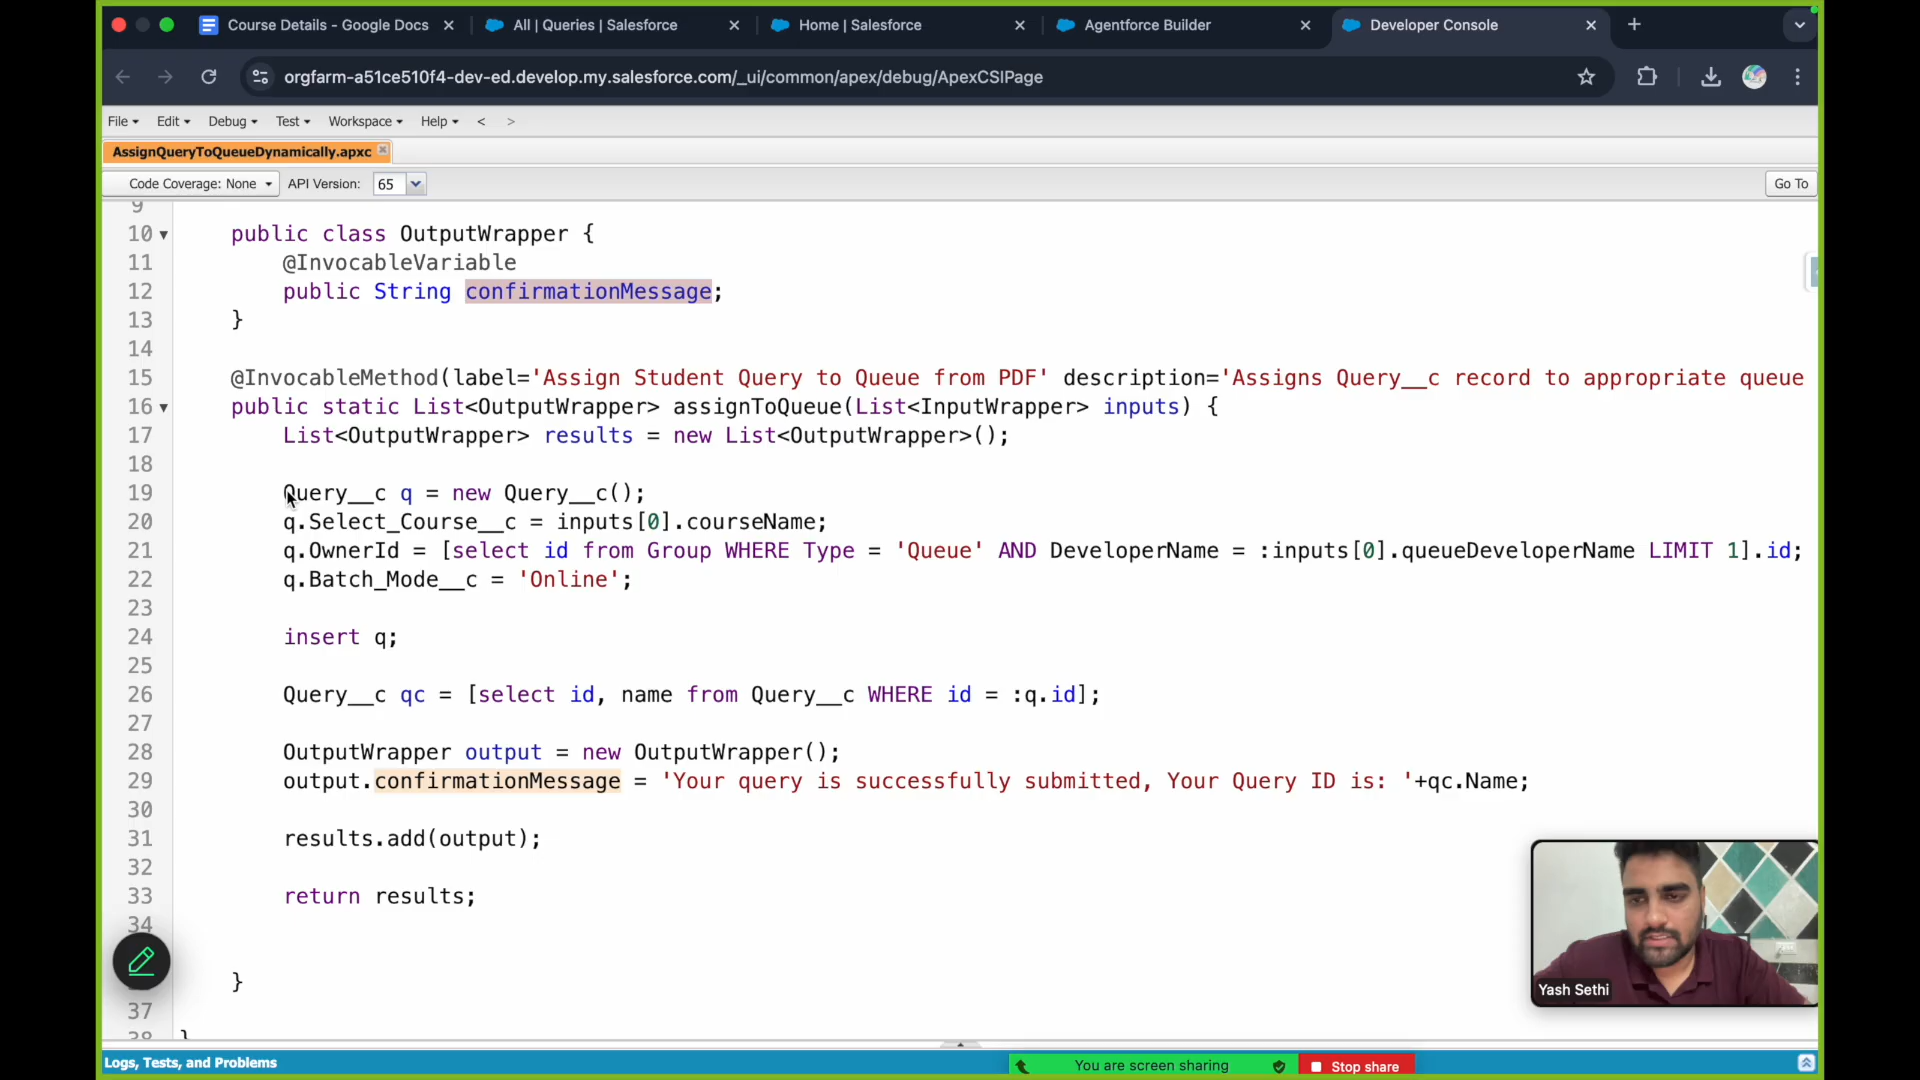 Course Details - Google Docs
All | Queries | Salesforce
Home | Salesforce
Agentforce Builder
Developer Console
orgfarm-a51ce510f4-dev-ed.develop.my.salesforce.com/_ui/common/apex/debug/ApexCSIPage
File Edit Debug Test Workspace Help < >
AssignQueryToQueueDynamically.apxc
Code Coverage: None API Version: 65 Go To
9
10 public class OutputWrapper {
11 @InvocableVariable
12 public String confirmationMessage;
13 }
14
15 @InvocableMethod(label='Assign Student Query to Queue from PDF' description='Assigns Query__c record to appropriate queue
16 public static List<OutputWrapper> assignToQueue(List<InputWrapper> inputs) {
17 List<OutputWrapper> results = new List<OutputWrapper>();
18
19 Query__c q = new Query__c();
20 q.Select_Course__c = inputs[0].courseName;
21 q.OwnerId = [select id from Group WHERE Type = 'Queue' AND DeveloperName = :inputs[0].queueDeveloperName LIMIT 1].id;
22 q.Batch_Mode__c = 'Online';
23
24 insert q;
25
26 Query__c qc = [select id, name from Query__c WHERE id = :q.id];
27
28 OutputWrapper output = new OutputWrapper();
29 output.confirmationMessage = 'Your query is successfully submitted, Your Query ID is: '+qc.Name;
30
31 results.add(output);
32
33 return results;
34
}
37
38 }
Yash Sethi
Logs, Tests, and Problems
You are screen sharing
Stop share